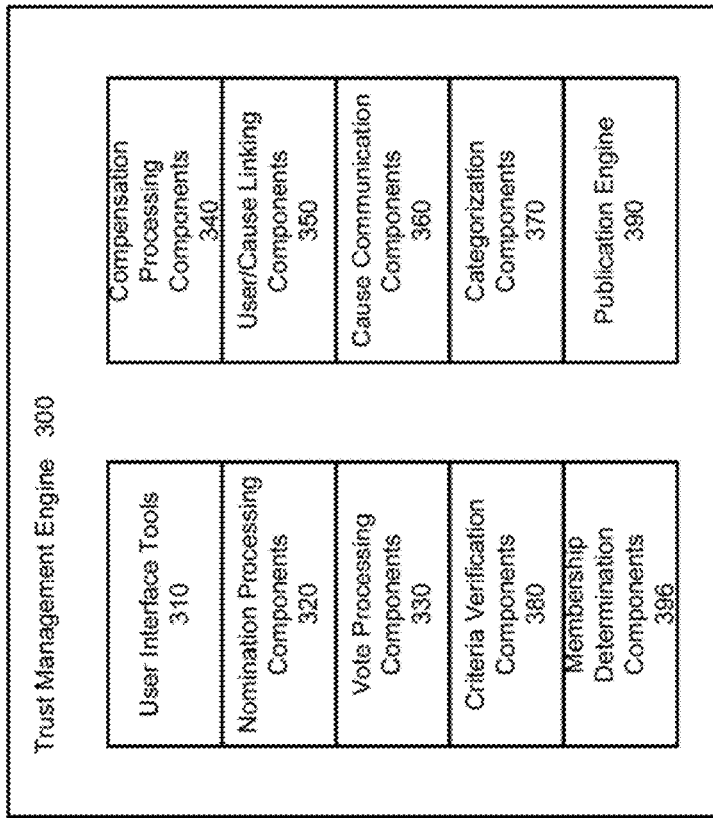 Trust Management Engine 300
User Interface Tools
310
Nomination Processing
Components
320
Vote Processing
Components
330
Criteria Verification
Components
380
Membership
Determination
Components
396
Compensation
Processing
Components
340
User/Cause Linking
Components
350
Cause Communication
Components
360
Categorization
Components
370
Publication Engine
390